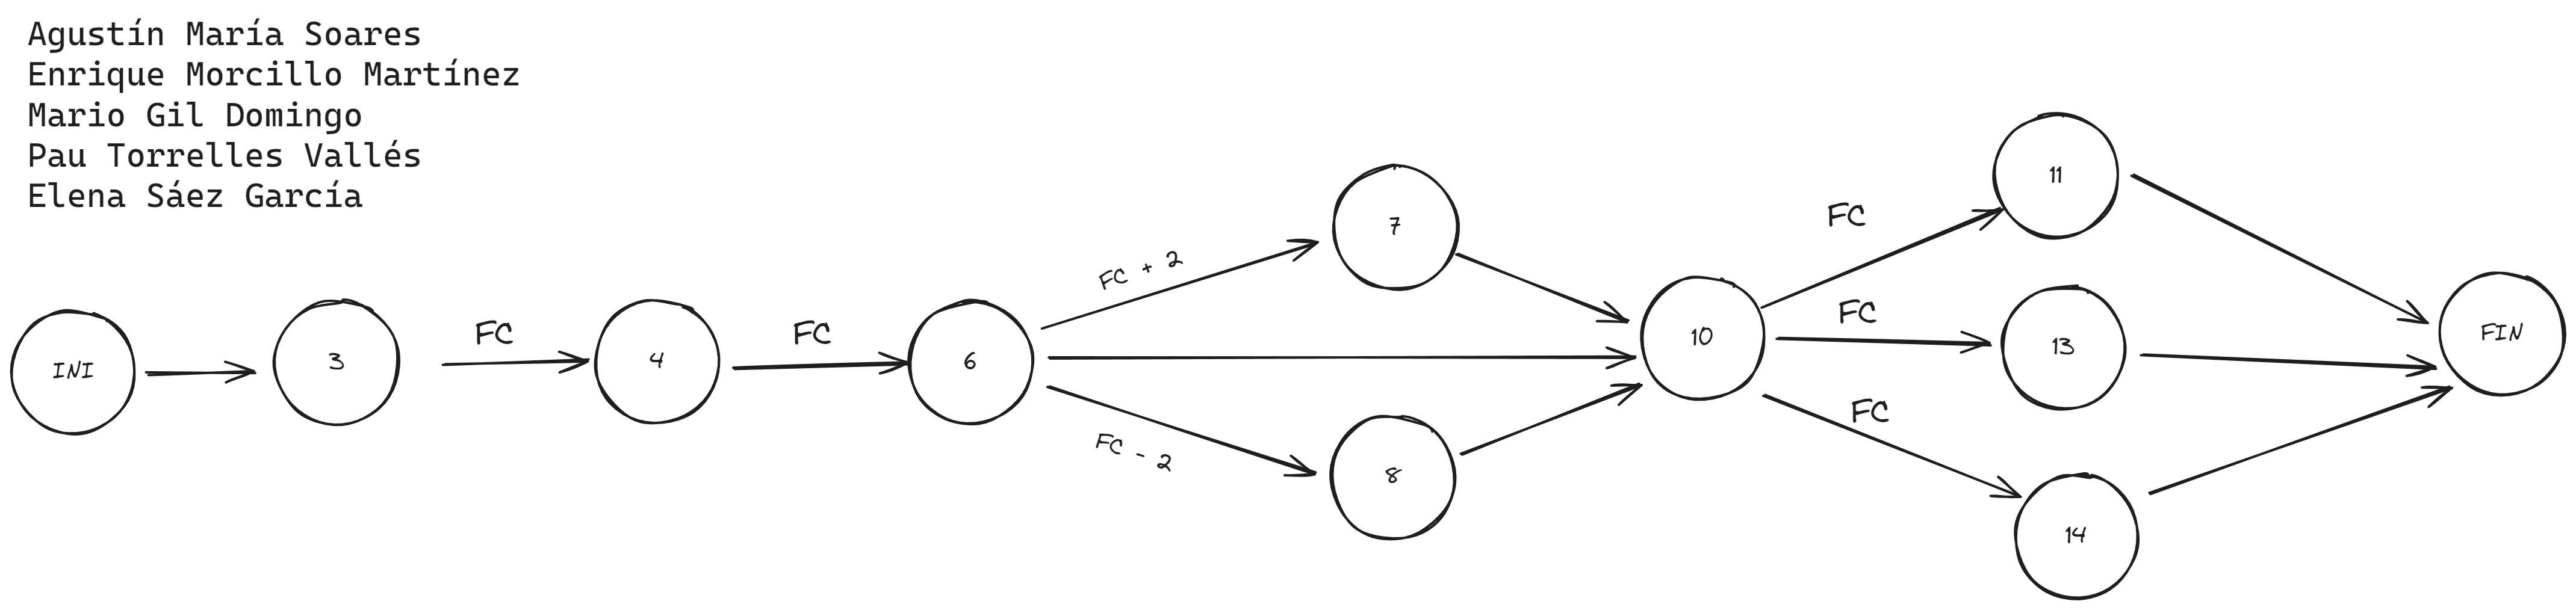 Agustín María Soares
Enrique Morcillo Martínez
Mario Gil Domingo
Pau Torrelles Vallés
Elena Sáez García
INI
3
FC
4
FC
6
FC + 2
7
FC - 2
8
10
FC
11
FC
13
FC
14
FIN